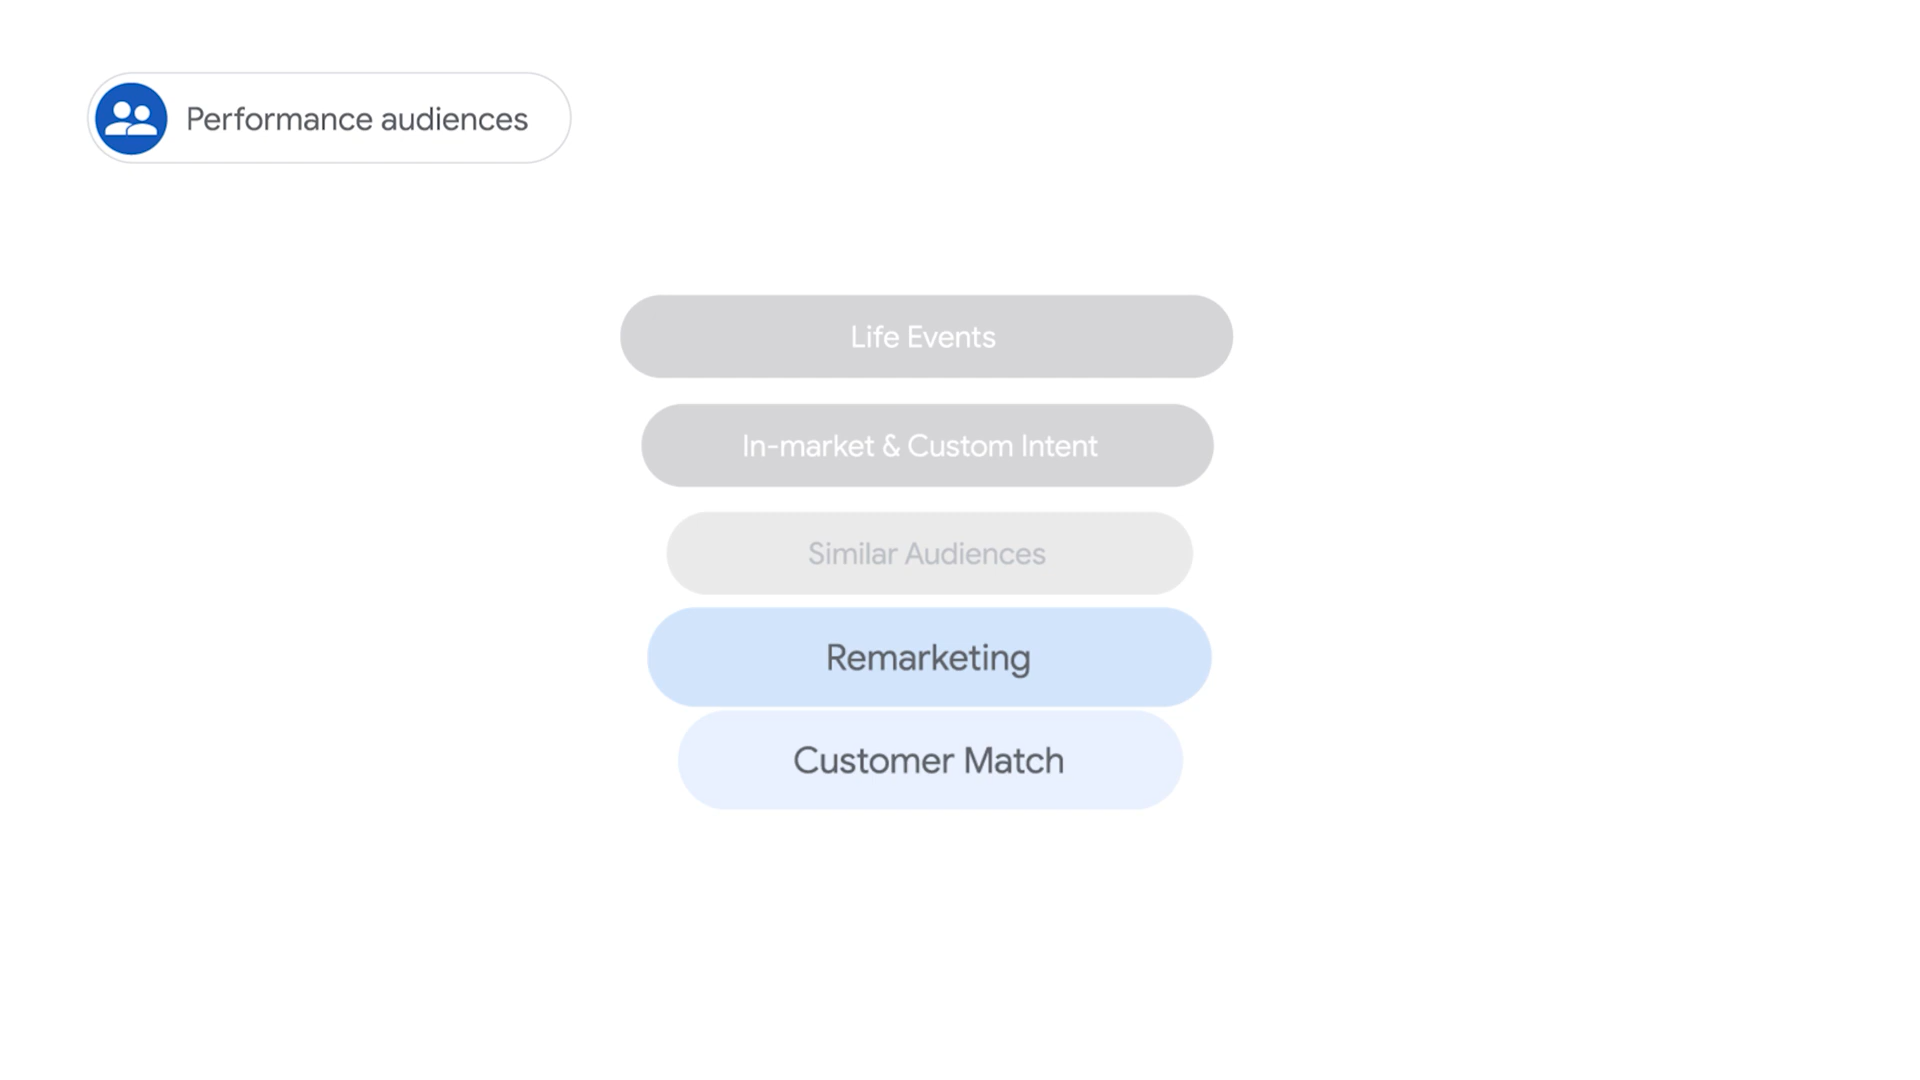 Performance audiences
Life Events
In-market & Custom Intent
Similar Audiences
Remarketing
Customer Match